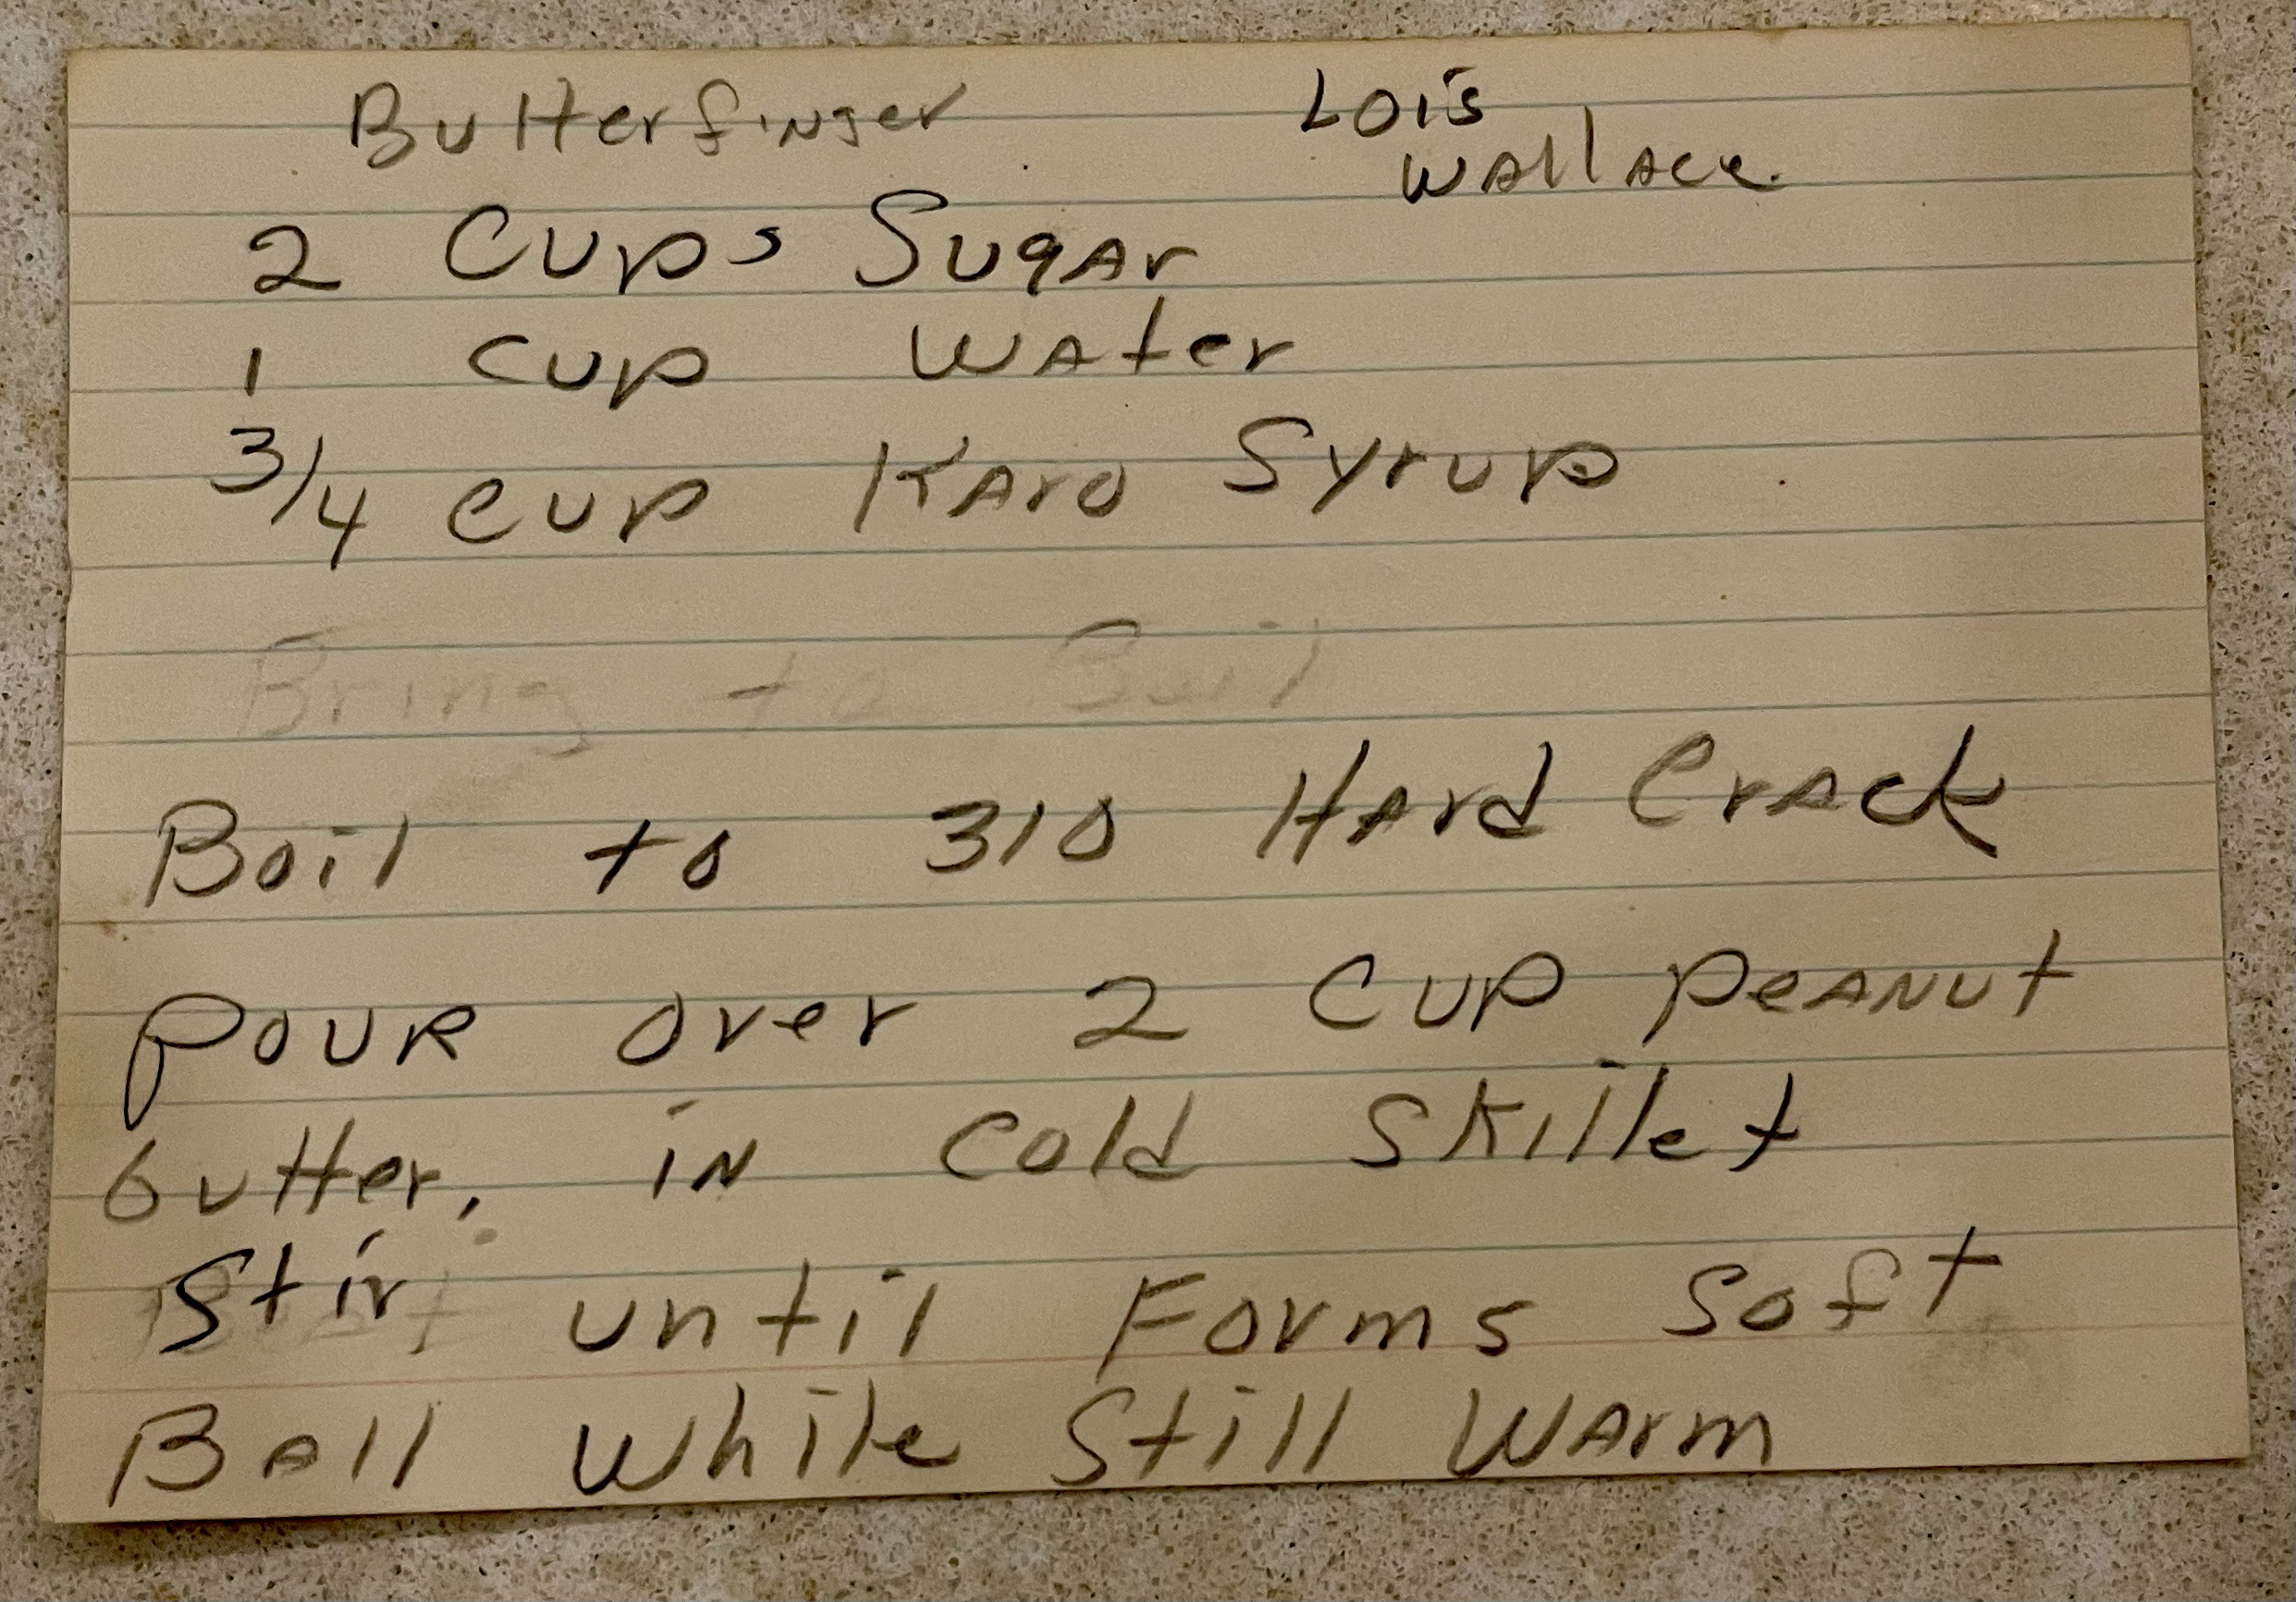 Butterfinger Lois
Wallace
2 Cups Sugar
1 cup water
3/4 cup Karo Syrup
Bring to Boil
Boil to 310 Hard Crack
Pour over 2 Cup peanut
butter, in Cold Skillet
Stir until Forms Soft
Ball While Still Warm